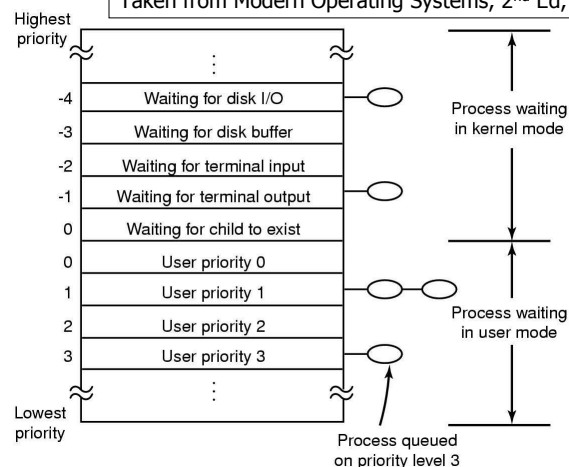 Taken from Modern Operating Systems, 2nd Ed,
Highest
priority
-4 Waiting for disk I/O
-3 Waiting for disk buffer
-2 Waiting for terminal input
-1 Waiting for terminal output
0 Waiting for child to exist
0 User priority 0
1 User priority 1
2 User priority 2
3 User priority 3
Lowest
priority
Process waiting
in kernel mode
Process waiting
in user mode
Process queued
on priority level 3